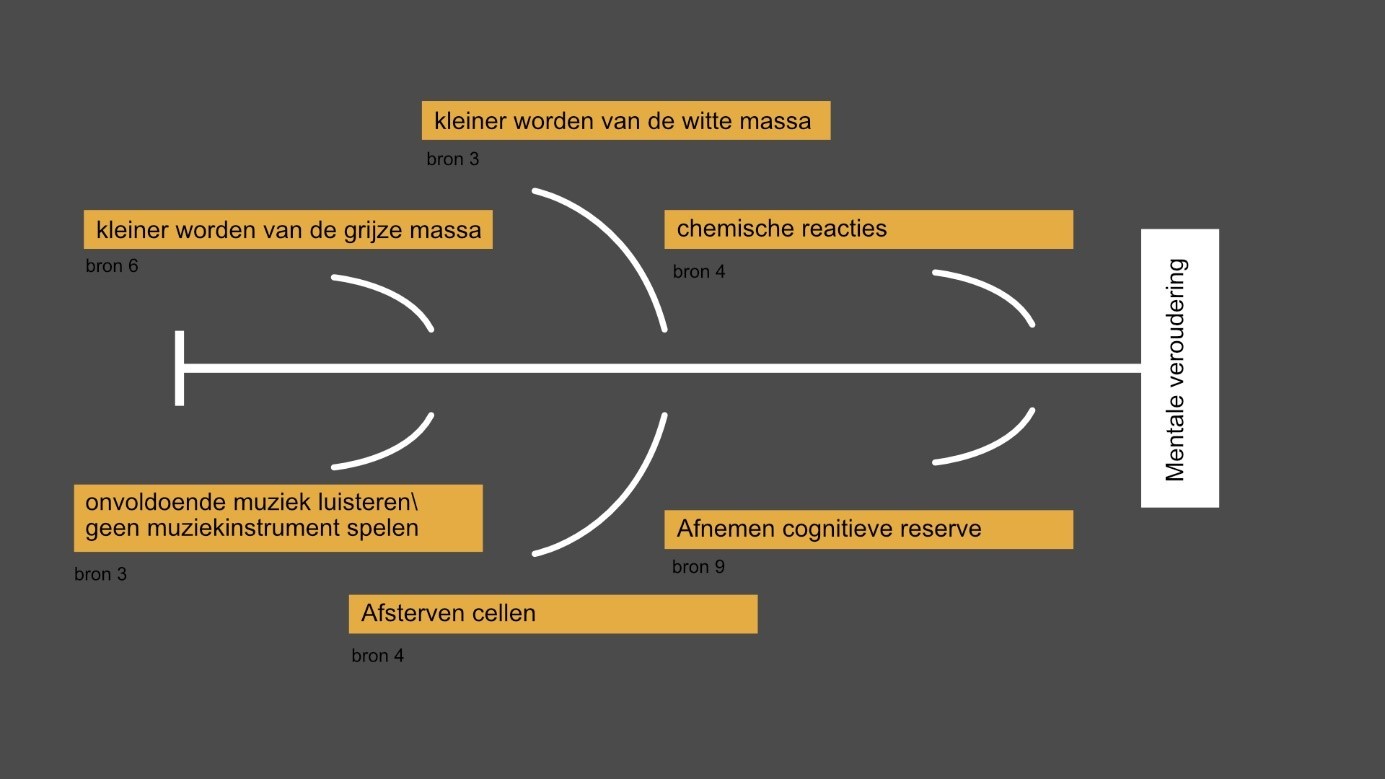 kleiner worden van de witte massa
bron 3
kleiner worden van de grijze massa
bron 6
chemische reacties
bron 4
Mentale veroudering
onvoldoende muziek luisteren\
geen muziekinstrument spelen
bron 3
Afnemen cognitieve reserve
bron 9
Afsterven cellen
bron 4